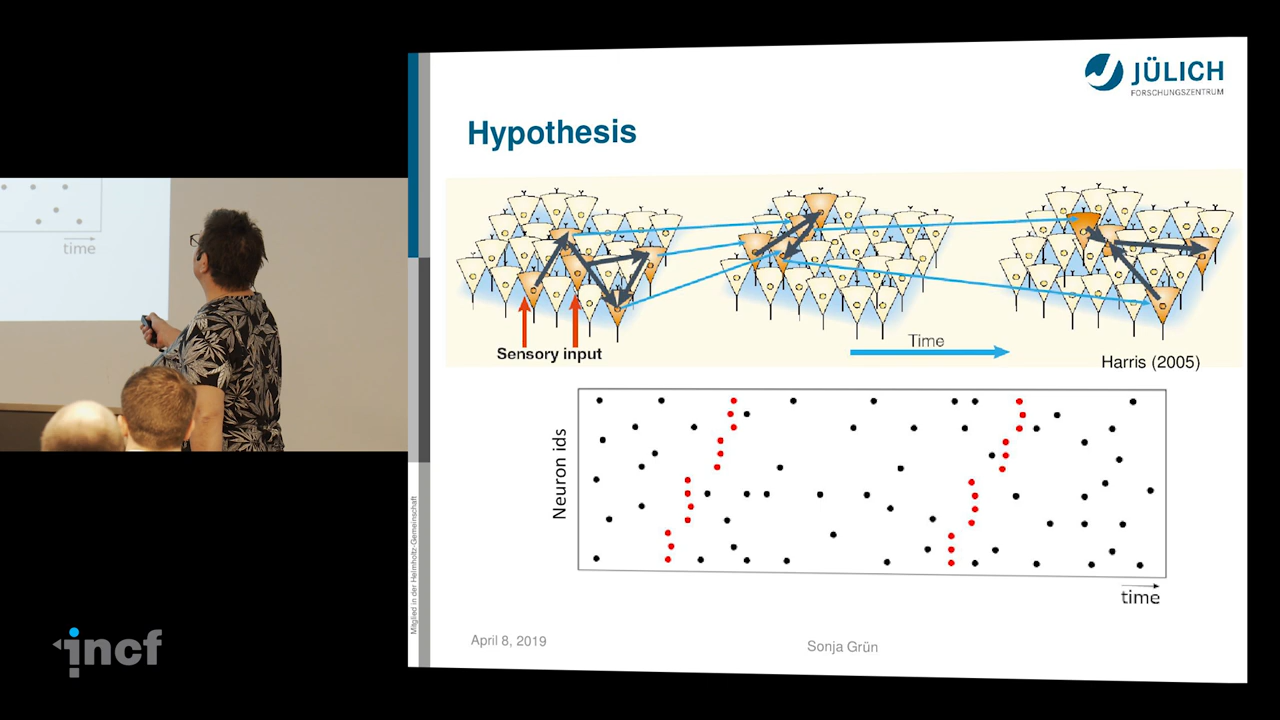 JÜLICH
FORSCHUNGSZENTRUM
Hypothesis
Sensory input
Time
Harris (2005)
Neuron ids
time
time
Mitglied in der Helmholtz-Gemeinschaft
April 8, 2019
Sonja Grün
incf